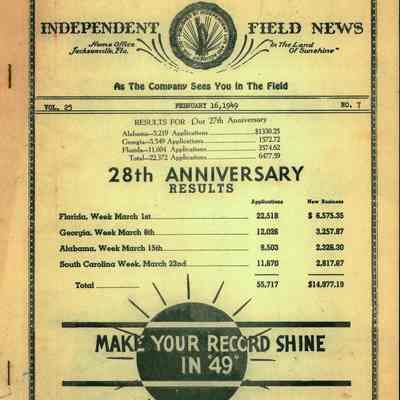 INDEPENDENT FIELD NEWS
Home Office
Jacksonville, Fla.
"In The Land
Of Sunshine"
As The Company Sees You In The Field
VOL. 25 FEBRUARY 16, 1949 NO. 7
RESULTS FOR Our 27th Anniversary
Alabama—5,219 Applications $1330.25
Georgia—5,549 Applications 1572.72
Florida—11,604 Applications 3574.62
Total—22,372 Applications 6477.59
28th ANNIVERSARY
RESULTS
Applications New Business
Florida, Week March 1st 22,518 $ 6,575.35
Georgia, Week March 8th 12,026 3,257.87
Alabama, Week March 15th 9,503 2,326.30
South Carolina Week, March 22nd 11,670 2,817.67
Total 55,717 $14,977.19
MAKE YOUR RECORD SHINE
IN "49"